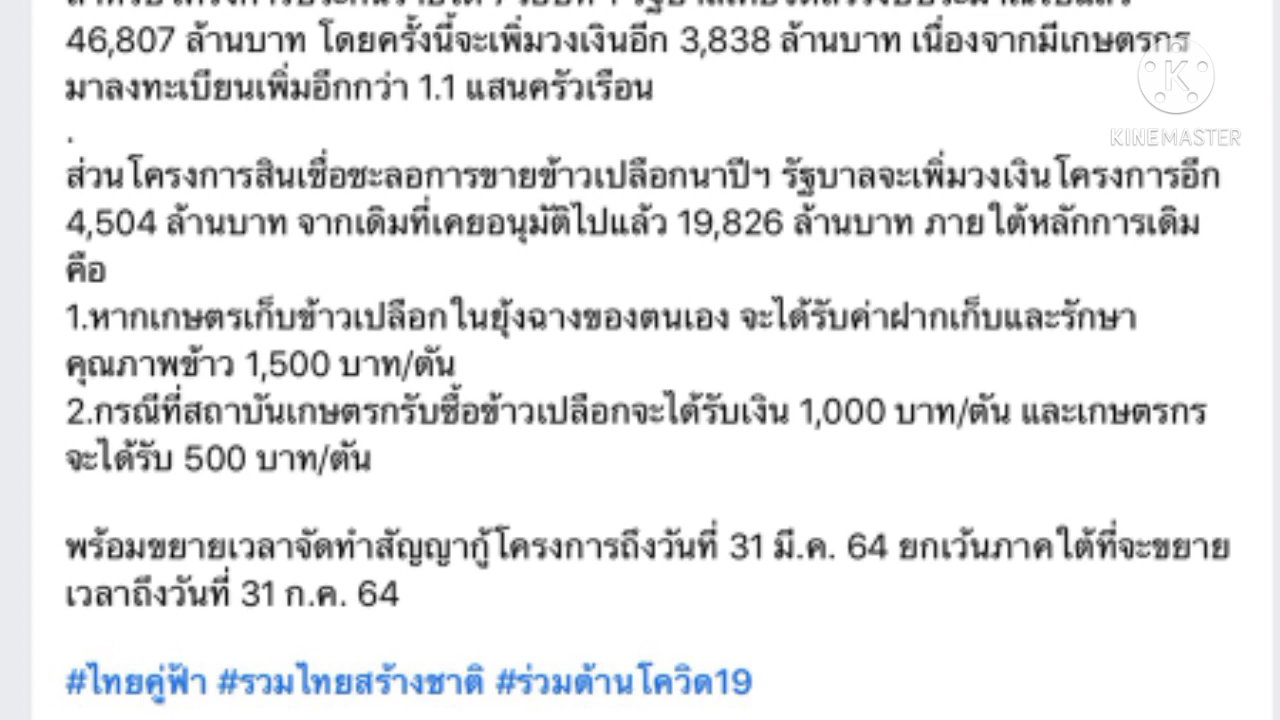 46,807 ล้านบาท โดยครั้งนี้จะเพิ่มวงเงินอีก 3,838 ล้านบาท เนื่องจากมีเกษตรกร
มาลงทะเบียนเพิ่มอีกกว่า 1.1 แสนครัวเรือน
.
ส่วนโครงการสินเชื่อชะลอการขายข้าวเปลือกนาปีฯ รัฐบาลจะเพิ่มวงเงินโครงการอีก
4,504 ล้านบาท จากเดิมที่เคยอนุมัติไปแล้ว 19,826 ล้านบาท ภายใต้หลักการเดิม
คือ
1.หากเกษตรเก็บข้าวเปลือกในยุ้งฉางของตนเอง จะได้รับค่าฝากเก็บและรักษา
คุณภาพข้าว 1,500 บาท/ตัน
2.กรณีที่สถาบันเกษตรกรับซื้อข้าวเปลือกจะได้รับเงิน 1,000 บาท/ตัน และเกษตรกร
จะได้รับ 500 บาท/ตัน
พร้อมขยายเวลาจัดทำสัญญากู้โครงการถึงวันที่ 31 มี.ค. 64 ยกเว้นภาคใต้ที่จะขยาย
เวลาถึงวันที่ 31 ก.ค. 64
#ไทยคู่ฟ้า #รวมไทยสร้างชาติ #ร่วมต้านโควิด19
K
KINEMASTER